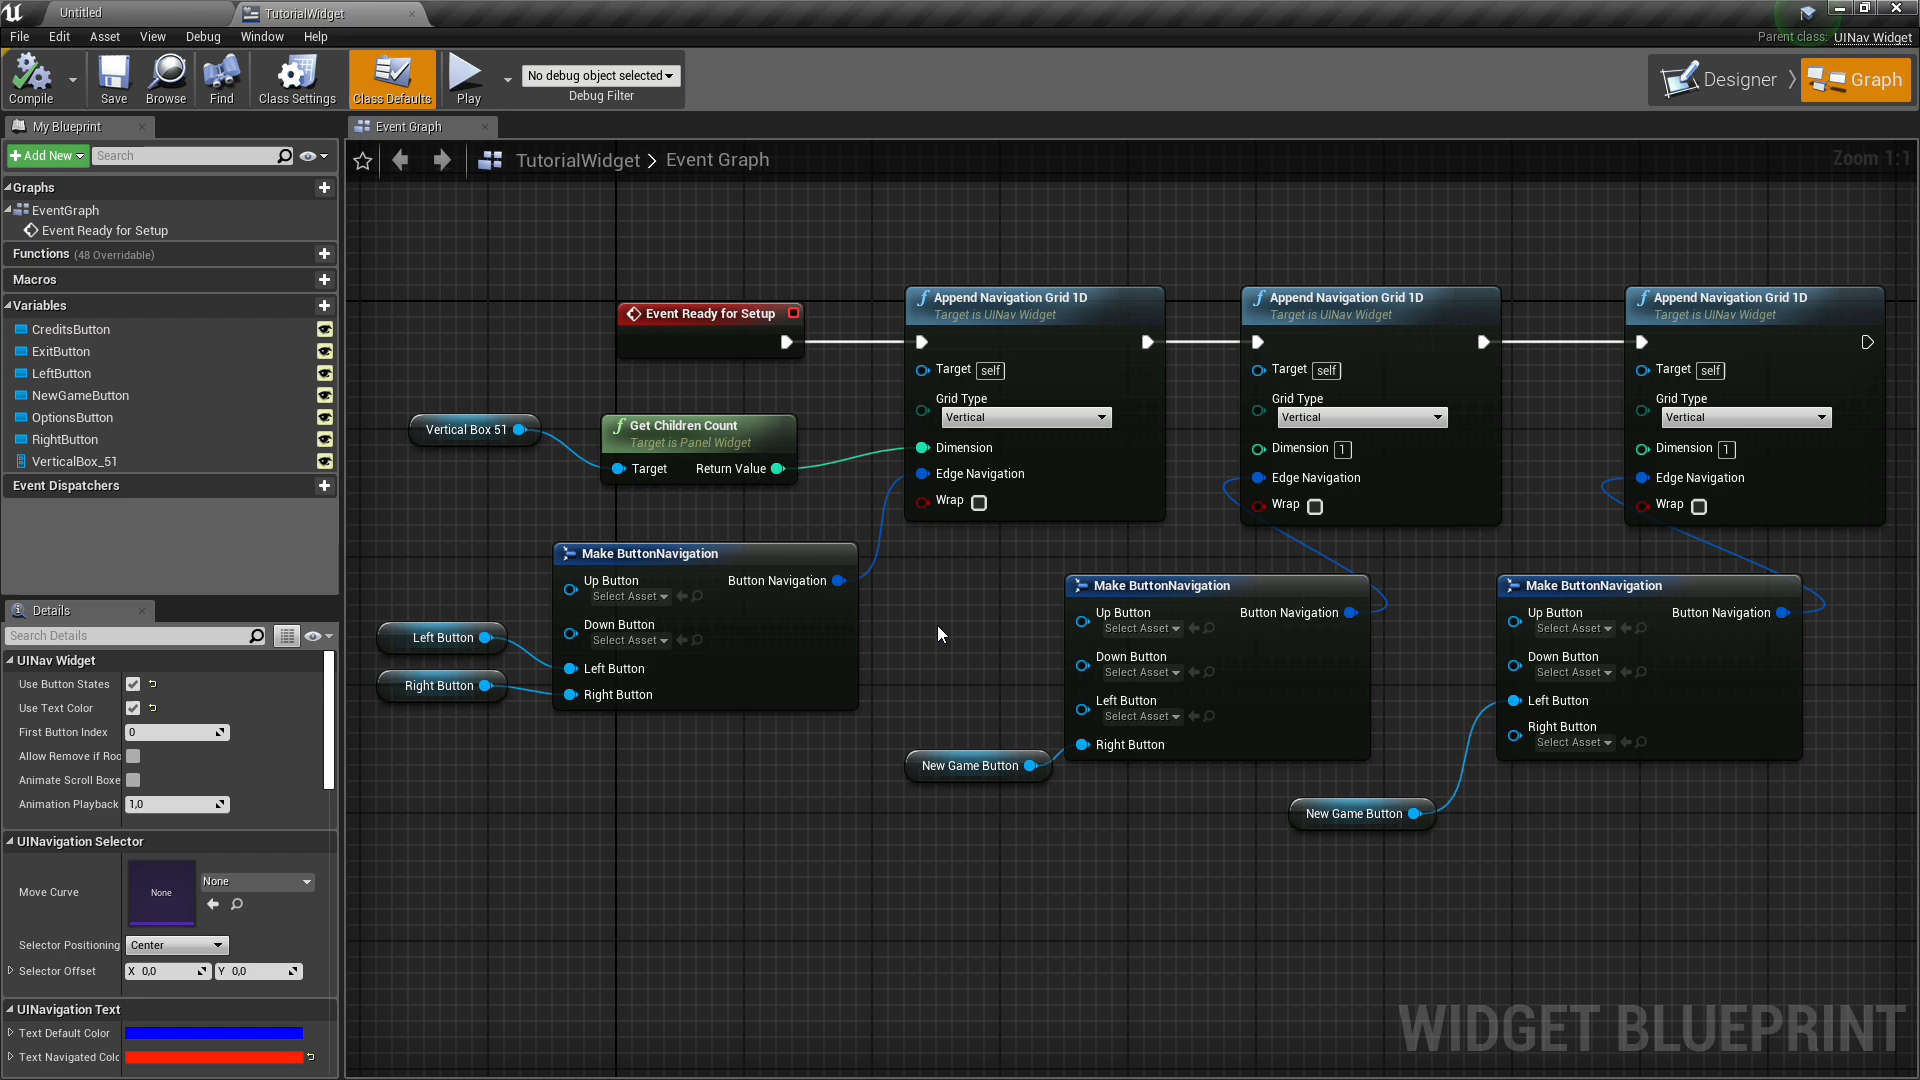 Untitled
TutorialWidget
File Edit Asset View Debug Window Help
Parent class: UINav Widget
Compile
Save
Browse
Find
Class Settings
Class Defaults
Play
No debug object selected
Debug Filter
Designer
Graph
My Blueprint
Event Graph
Add New
Search
TutorialWidget > Event Graph
Zoom 1:1
Graphs
EventGraph
Event Ready for Setup
Functions (48 Overridable)
Macros
Variables
CreditsButton
ExitButton
LeftButton
NewGameButton
OptionsButton
RightButton
VerticalBox_51
Event Dispatchers
Details
Search Details
UINav Widget
Use Button States
Use Text Color
First Button Index 0
Allow Remove if Roo
Animate Scroll Boxe
Animation Playback 1,0
UINavigation Selector
Move Curve
None
None
Selector Positioning Center
Selector Offset X 0,0 Y 0,0
UINavigation Text
Text Default Color
Text Navigated Colo
Event Ready for Setup
Vertical Box 51
Get Children Count
Target is Panel Widget
Target Return Value
Append Navigation Grid 1D
Target is UINav Widget
Target self
Grid Type
Vertical
Dimension
Edge Navigation
Wrap
Append Navigation Grid 1D
Target is UINav Widget
Target self
Grid Type
Vertical
Dimension 1
Edge Navigation
Wrap
Append Navigation Grid 1D
Target is UINav Widget
Target self
Grid Type
Vertical
Dimension 1
Edge Navigation
Wrap
Left Button
Right Button
Make ButtonNavigation
Up Button Button Navigation
Select Asset
Down Button
Select Asset
Left Button
Right Button
New Game Button
Make ButtonNavigation
Up Button Button Navigation
Select Asset
Down Button
Select Asset
Left Button
Select Asset
Right Button
New Game Button
Make ButtonNavigation
Up Button Button Navigation
Select Asset
Down Button
Select Asset
Left Button
Right Button
Select Asset
WIDGET BLUEPRINT